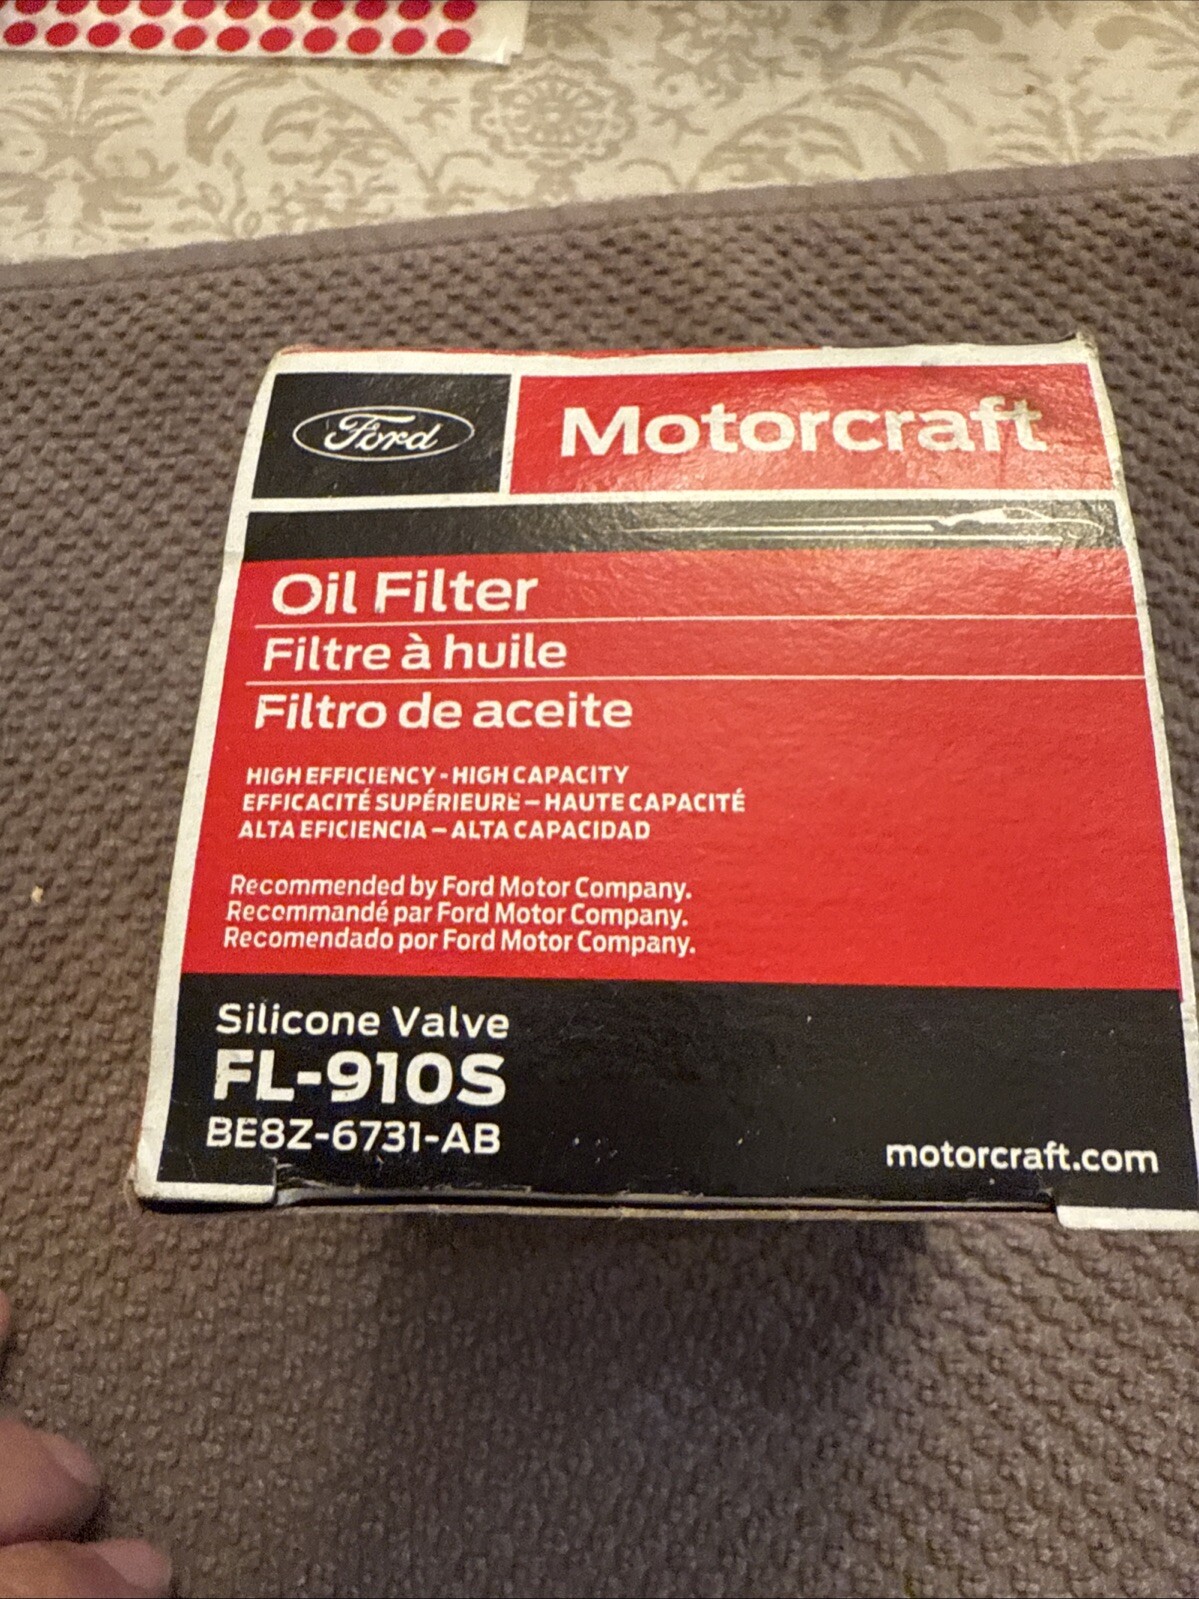 Ford
Motorcraft
Oil Filter
Filtre à huile
Filtro de aceite
HIGH EFFICIENCY - HIGH CAPACITY
EFFICACITÉ SUPÉRIEURE – HAUTE CAPACITÉ
ALTA EFICIENCIA – ALTA CAPACIDAD
Recommended by Ford Motor Company.
Recommandé par Ford Motor Company.
Recomendado por Ford Motor Company.
Silicone Valve
FL-910S
BE8Z-6731-AB
motorcraft.com